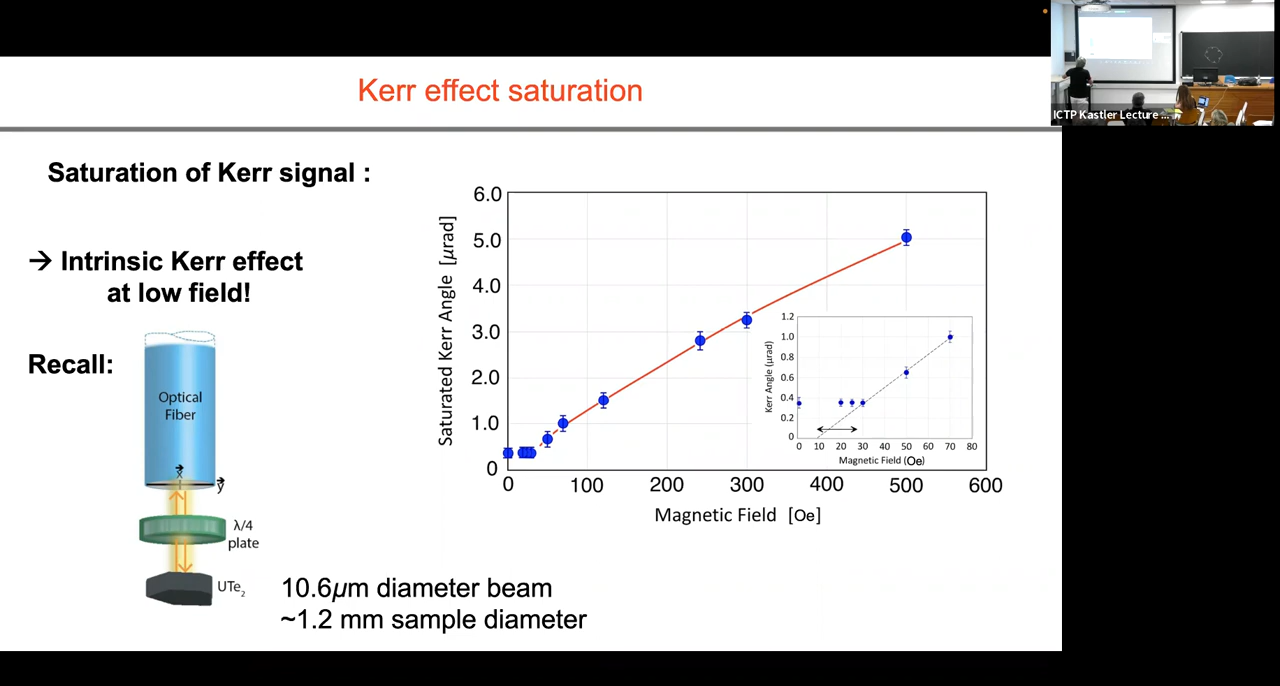 Kerr effect saturation
ICTP Kastler Lecture ...
Saturation of Kerr signal :
→ Intrinsic Kerr effect
at low field!
Recall:
Optical
Fiber
x
y
λ/4
plate
UTe2
10.6μm diameter beam
~1.2 mm sample diameter
Saturated Kerr Angle [μrad]
6.0
5.0
4.0
3.0
2.0
1.0
0
0 100 200 300 400 500 600
Magnetic Field [Oe]
Kerr Angle (μrad)
1.2
1.0
0.8
0.6
0.4
0.2
0
0 10 20 30 40 50 60 70 80
Magnetic Field (Oe)